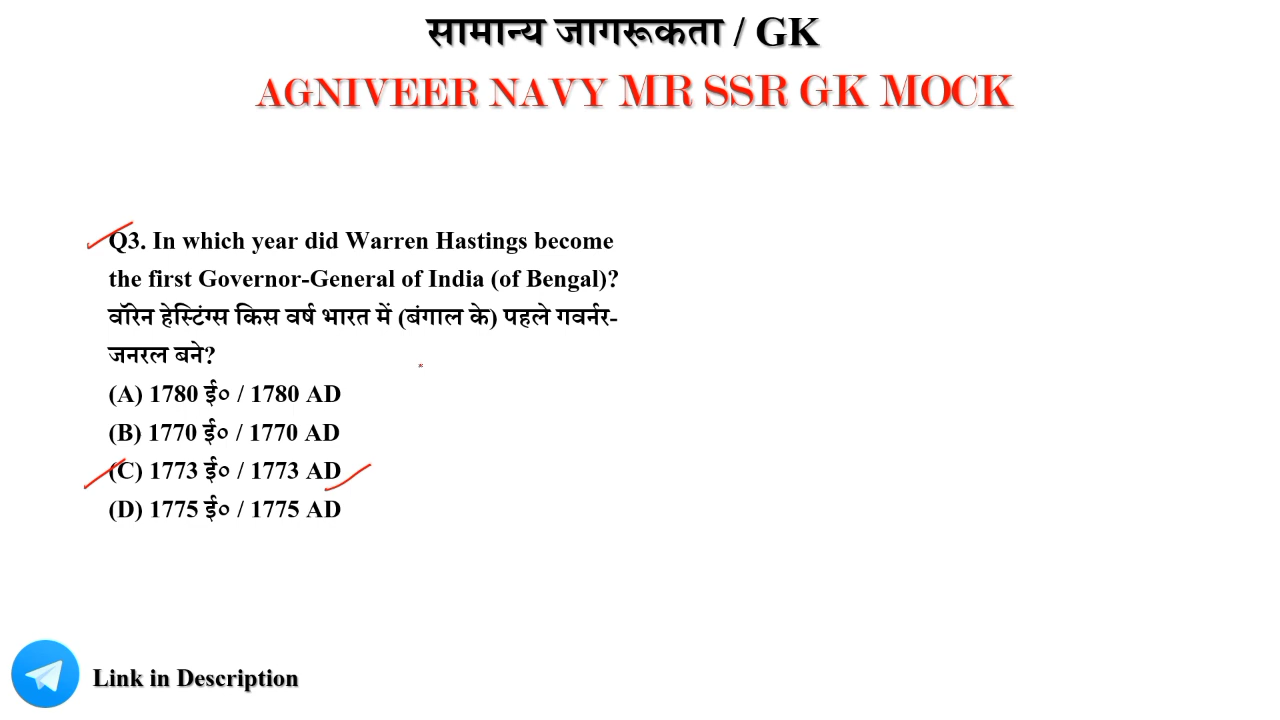 सामान्य जागरूकता / GK
AGNIVEER NAVY MR SSR GK MOCK
Q3. In which year did Warren Hastings become
the first Governor-General of India (of Bengal)?
वॉरेन हेस्टिंग्स किस वर्ष भारत में (बंगाल के) पहले गवर्नर-
जनरल बने?
(A) 1780 ई० / 1780 AD
(B) 1770 ई० / 1770 AD
(C) 1773 ई० / 1773 AD
(D) 1775 ई० / 1775 AD
Link in Description